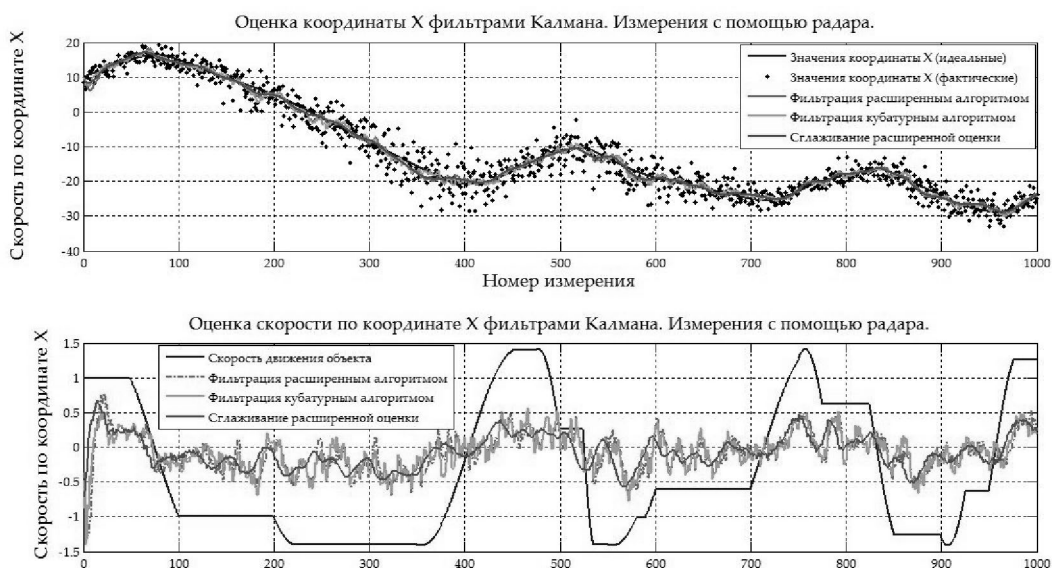 Оценка координаты X фильтрами Калмана. Измерения с помощью радара.
Скорость по координате X
20
10
0
-10
-20
-30
-40
Значения координаты X (идеальные)
Значения координаты X (фактические)
Фильтрация расширенным алгоритмом
Фильтрация кубатурным алгоритмом
Сглаживание расширенной оценки
0 100 200 300 400 500 600 700 800 900 1000
Номер измерения
Оценка скорости по координате X фильтрами Калмана. Измерения с помощью радара.
Скорость по координате X
1.5
1
0.5
0
-0.5
-1
-1.5
Скорость движения объекта
Фильтрация расширенным алгоритмом
Фильтрация кубатурным алгоритмом
Сглаживание расширенной оценки
0 100 200 300 400 500 600 700 800 900 1000